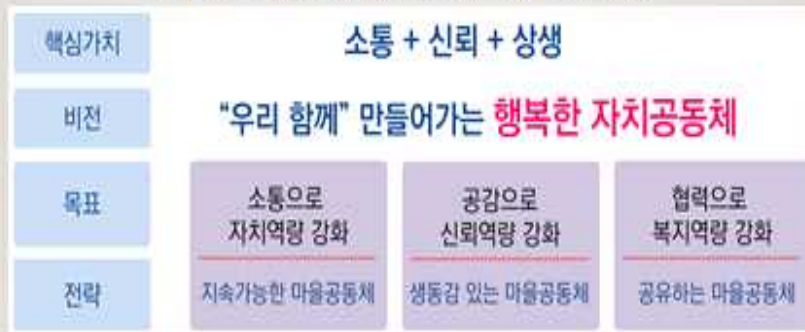 핵심가치
소통 + 신뢰 + 상생
비전
“우리 함께” 만들어가는 행복한 자치공동체
목표
소통으로
자치역량 강화
공감으로
신뢰역량 강화
협력으로
복지역량 강화
전략
지속가능한 마을공동체
생동감 있는 마을공동체
공유하는 마을공동체